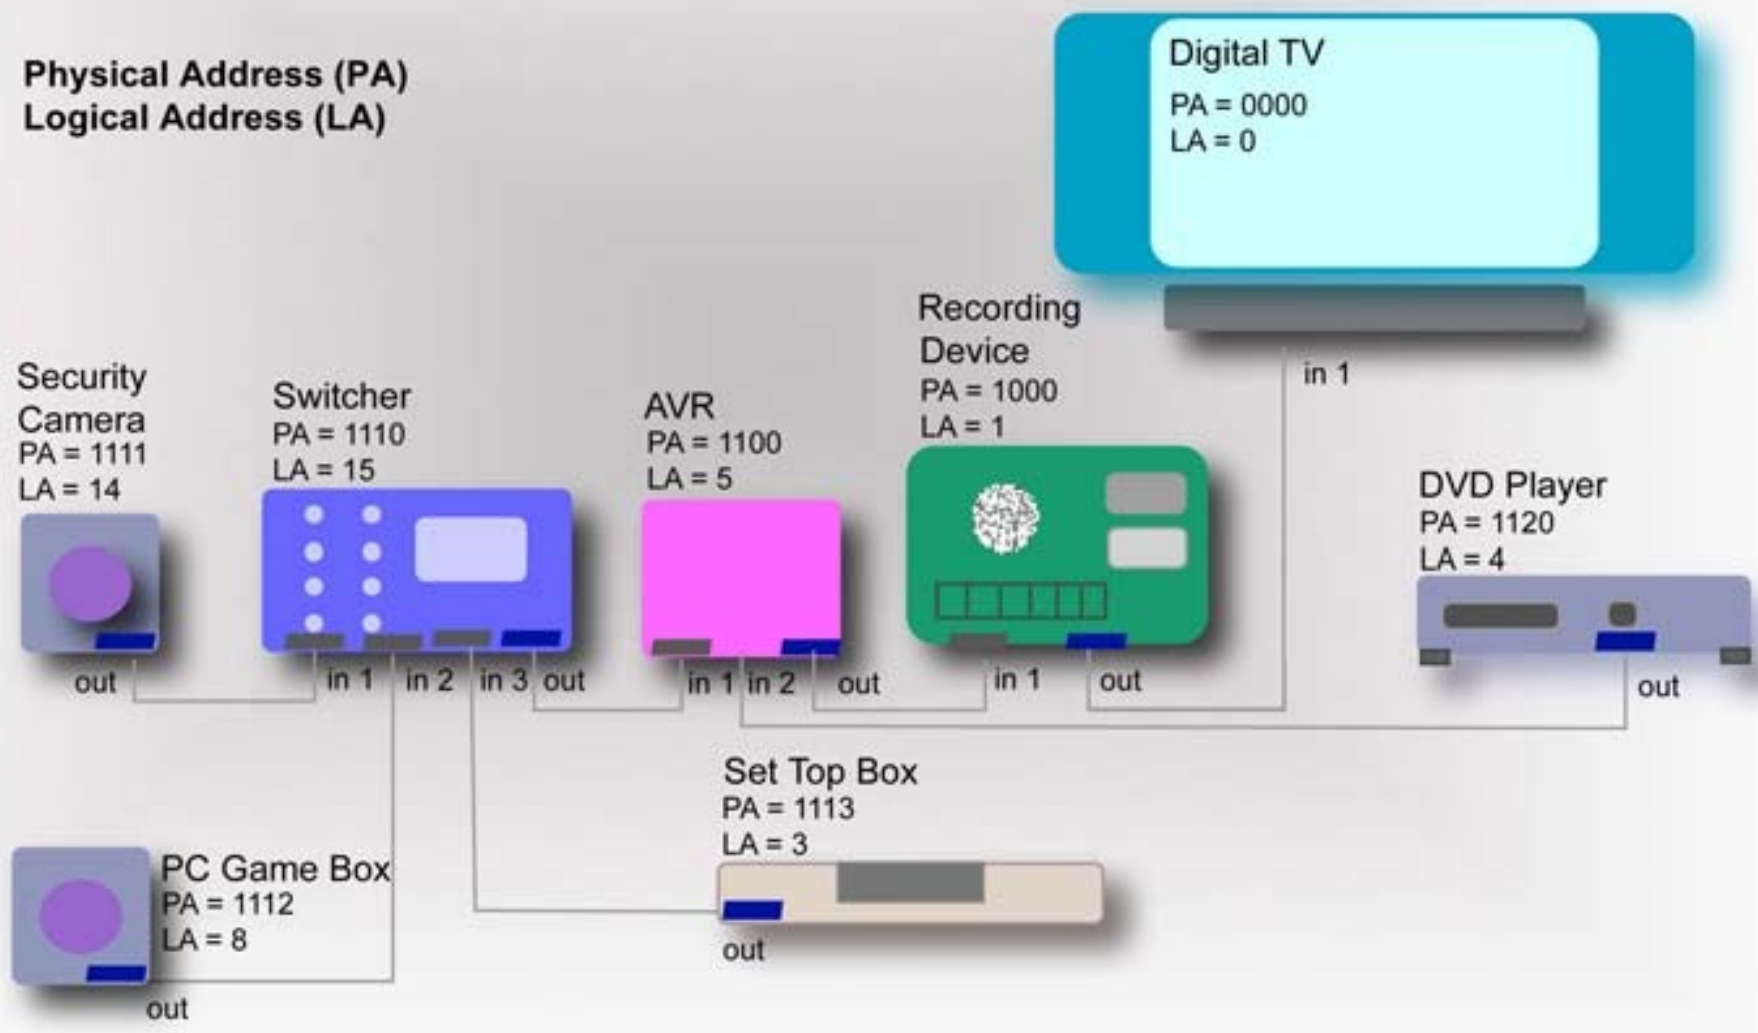 Physical Address (PA)
Logical Address (LA)
Digital TV
PA = 0000
LA = 0
in 1
Security
Camera
PA = 1111
LA = 14
out
Switcher
PA = 1110
LA = 15
in 1 in 2 in 3 out
AVR
PA = 1100
LA = 5
in 1 in 2 out
Recording
Device
PA = 1000
LA = 1
in 1 out
DVD Player
PA = 1120
LA = 4
out
Set Top Box
PA = 1113
LA = 3
out
PC Game Box
PA = 1112
LA = 8
out